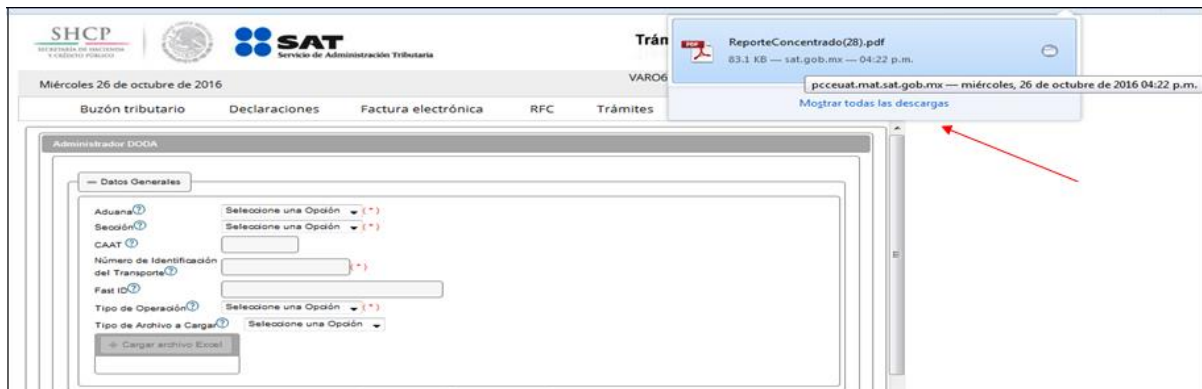 SHCP
SECRETARÍA DE HACIENDA
Y CRÉDITO PÚBLICO
SAT
Servicio de Administración Tributaria
Trán
ReporteConcentrado(28).pdf
83.1 KB — sat.gob.mx — 04:22 p.m.
Miércoles 26 de octubre de 2016
VARO6
pcceuat.mat.sat.gob.mx — miércoles, 26 de octubre de 2016 04:22 p.m.
Mostrar todas las descargas
Buzón tributario Declaraciones Factura electrónica RFC Trámites
Administrador DODA
— Datos Generales
Aduana Seleccione una Opción (*)
Sección Seleccione una Opción (*)
CAAT
Número de Identificación
del Transporte (*)
Fast ID
Tipo de Operación Seleccione una Opción (*)
Tipo de Archivo a Cargar Seleccione una Opción
+ Cargar archivo Excel